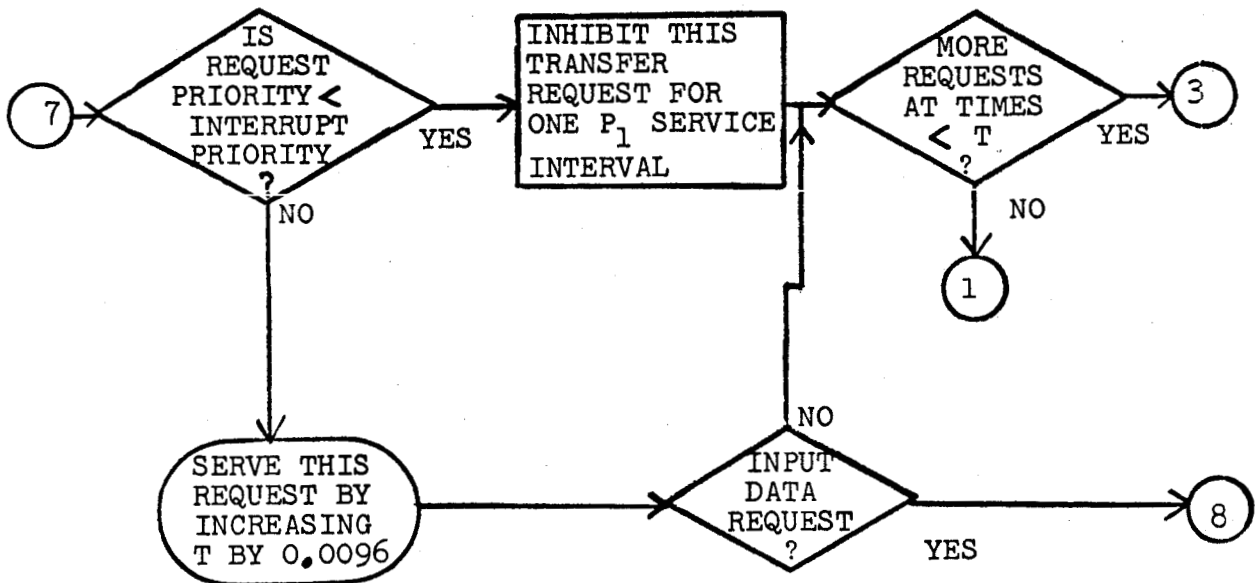 7
IS
REQUEST
PRIORITY <
INTERRUPT
PRIORITY
?
YES
NO
INHIBIT THIS
TRANSFER
REQUEST FOR
ONE P1 SERVICE
INTERVAL
MORE
REQUESTS
AT TIMES
< T
?
YES
3
NO
1
SERVE THIS
REQUEST BY
INCREASING
T BY 0.0096
NO
INPUT
DATA
REQUEST
?
YES
8